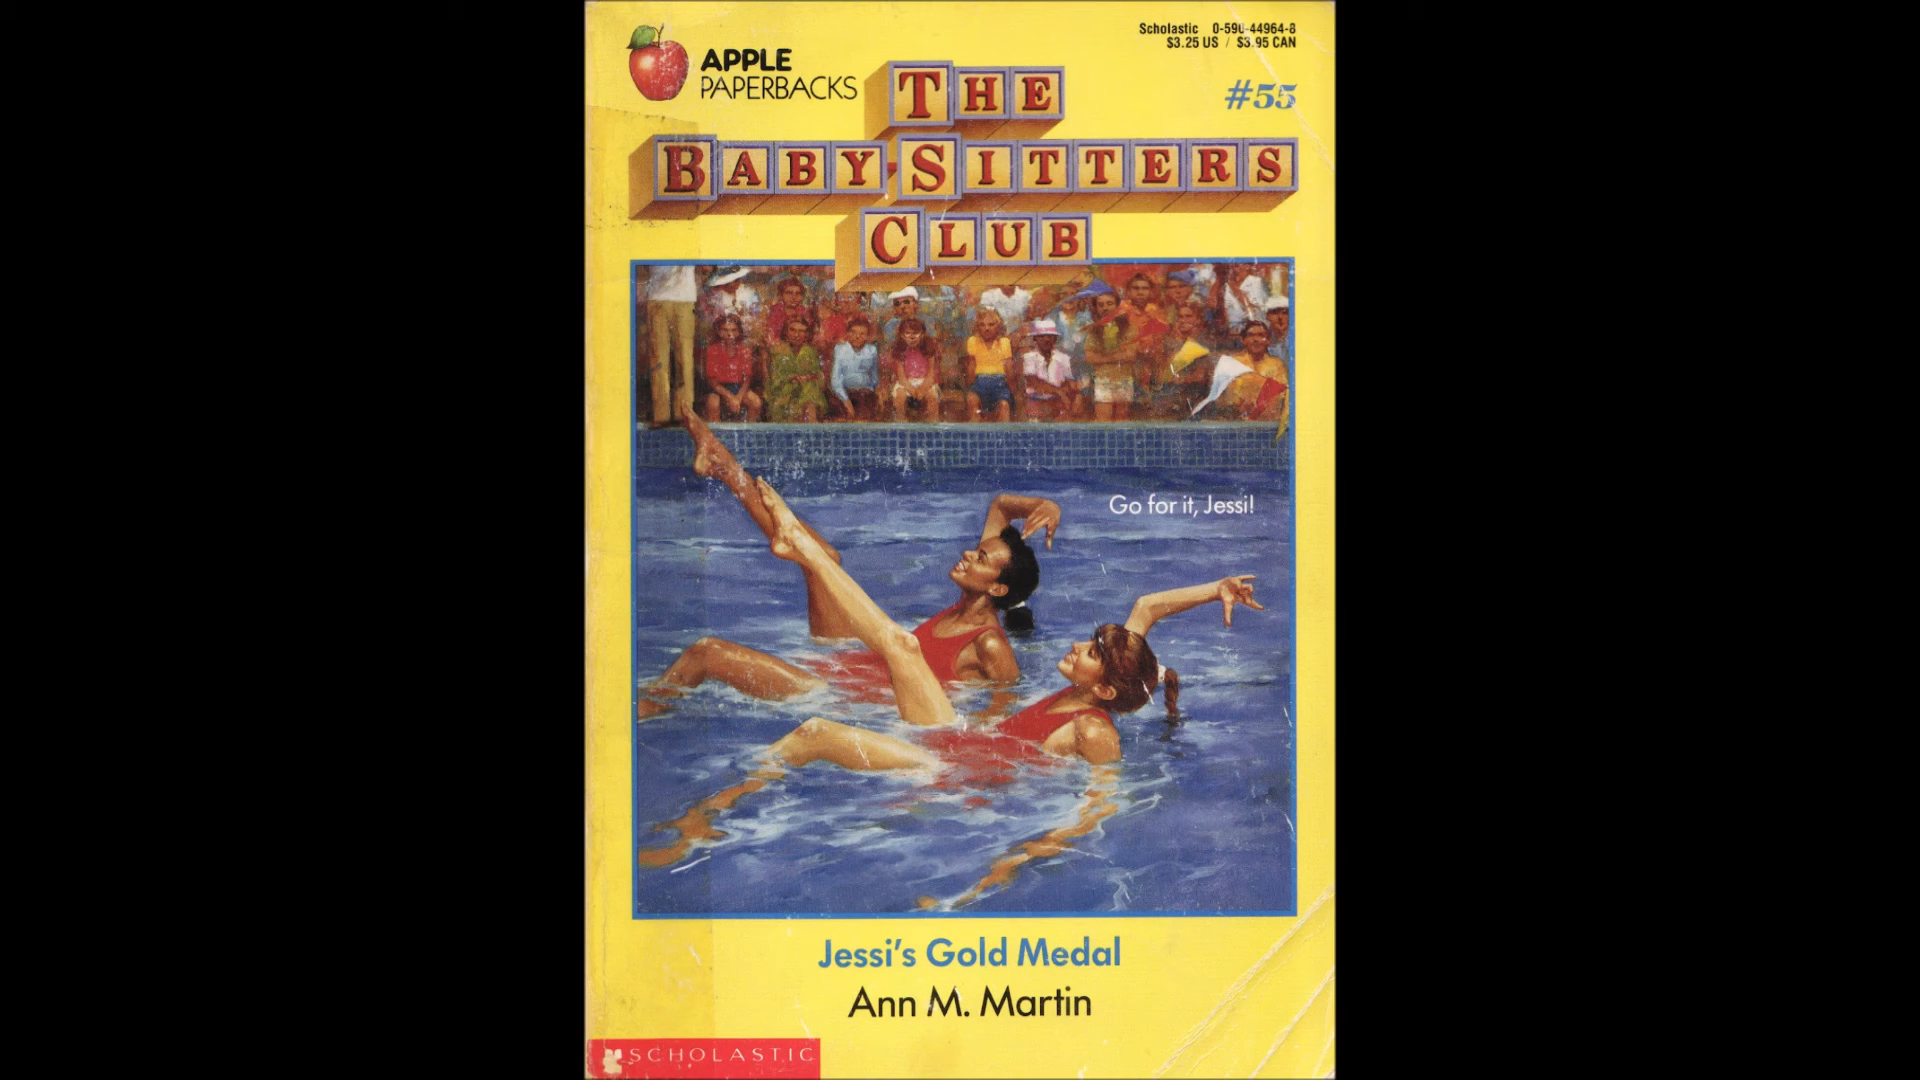 APPLE
PAPERBACKS
Scholastic 0-590-44964-8
$3.25 US / $3.95 CAN
#55
THE
BABY-SITTERS
CLUB
Go for it, Jessi!
Jessi's Gold Medal
Ann M. Martin
SCHOLASTIC